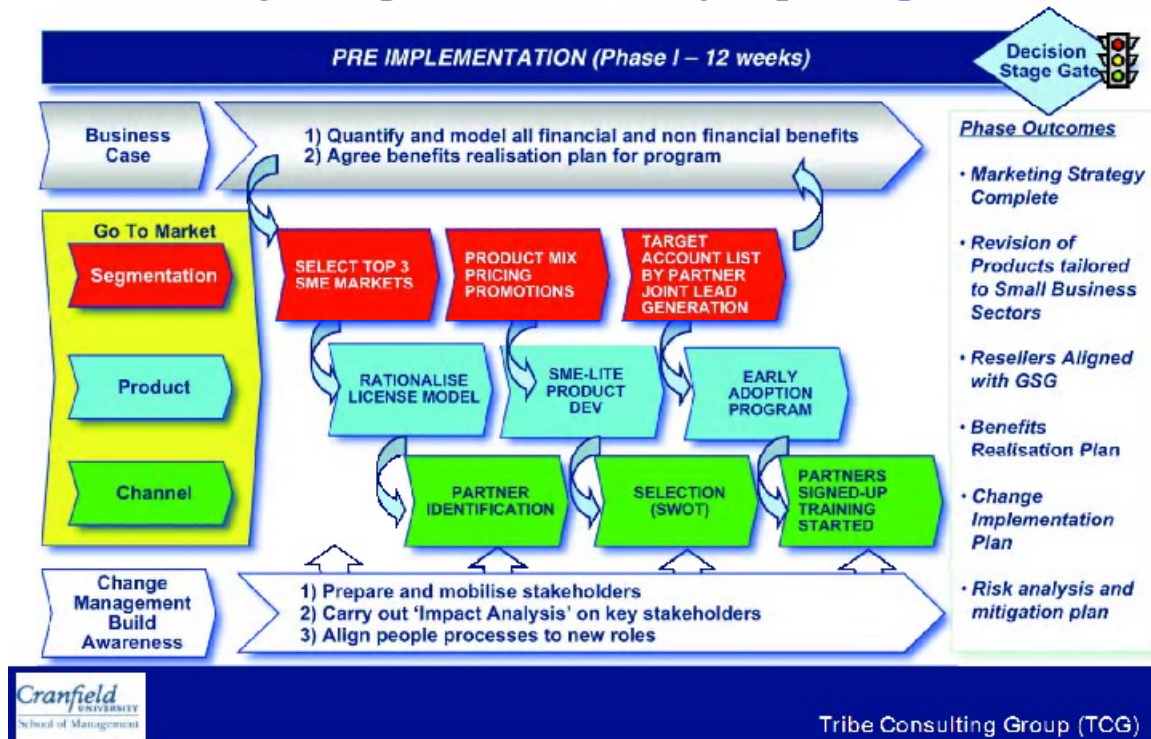 PRE IMPLEMENTATION (Phase I – 12 weeks)
Decision
Stage Gate
Business
Case
1) Quantify and model all financial and non financial benefits
2) Agree benefits realisation plan for program
Go To Market
Segmentation
SELECT TOP 3
SME MARKETS
PRODUCT MIX
PRICING
PROMOTIONS
TARGET
ACCOUNT LIST
BY PARTNER
JOINT LEAD
GENERATION
Product
RATIONALISE
LICENSE MODEL
SME-LITE
PRODUCT
DEV
EARLY
ADOPTION
PROGRAM
Channel
PARTNER
IDENTIFICATION
SELECTION
(SWOT)
PARTNERS
SIGNED-UP
TRAINING
STARTED
Change
Management
Build
Awareness
1) Prepare and mobilise stakeholders
2) Carry out ‘Impact Analysis’ on key stakeholders
3) Align people processes to new roles
Phase Outcomes
• Marketing Strategy
Complete
• Revision of
Products tailored
to Small Business
Sectors
• Resellers Aligned
with GSG
• Benefits
Realisation Plan
• Change
Implementation
Plan
• Risk analysis and
mitigation plan
Cranfield
UNIVERSITY
School of Management
Tribe Consulting Group (TCG)